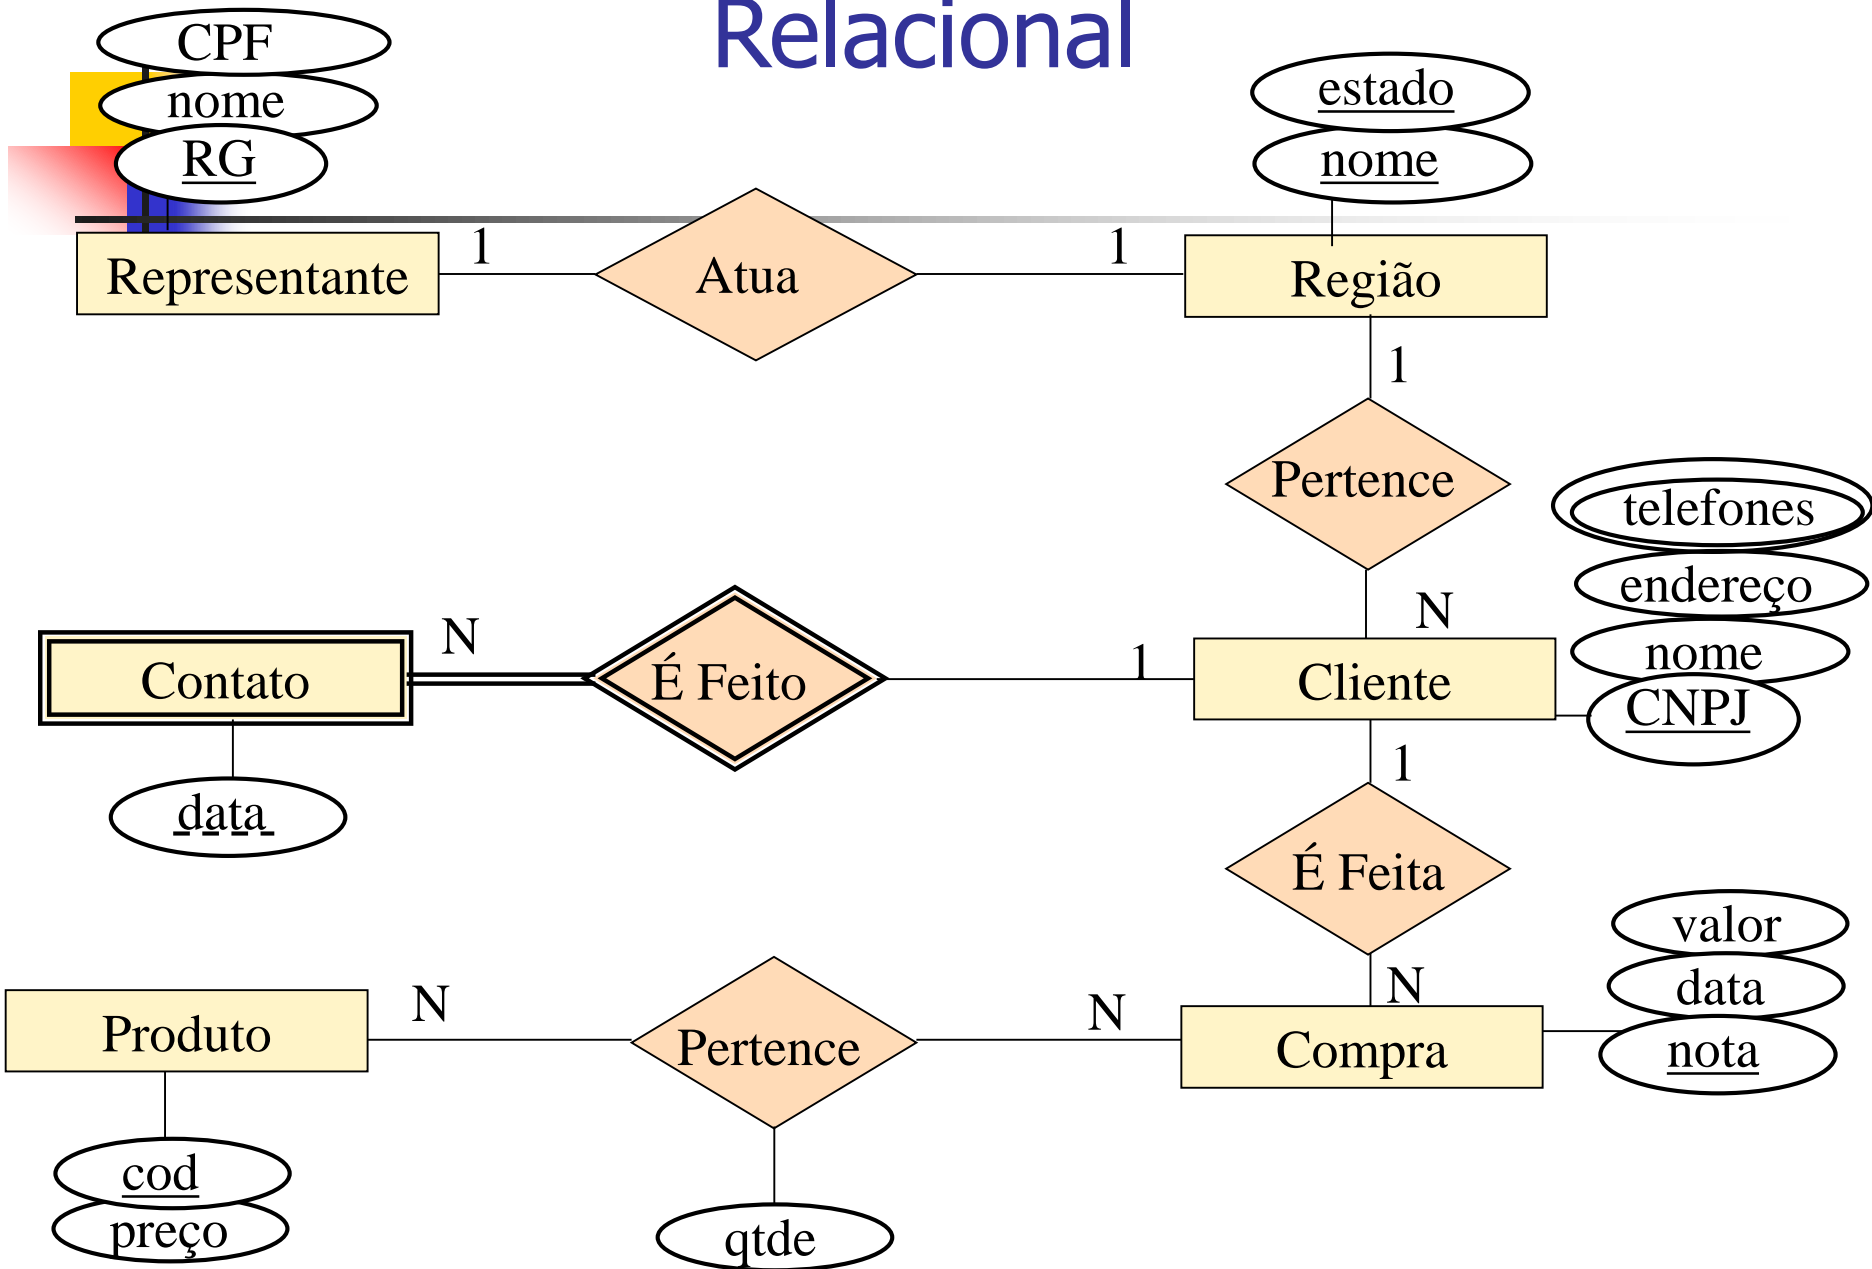 Relacional
CPF
nome
RG
estado
nome
Representante
1
Atua
1
Região
1
Pertence
telefones
endereço
nome
CNPJ
N
Contato
N
É Feito
1
Cliente
data
1
É Feita
valor
data
nota
N
Produto
N
Pertence
N
Compra
cod
preço
qtde